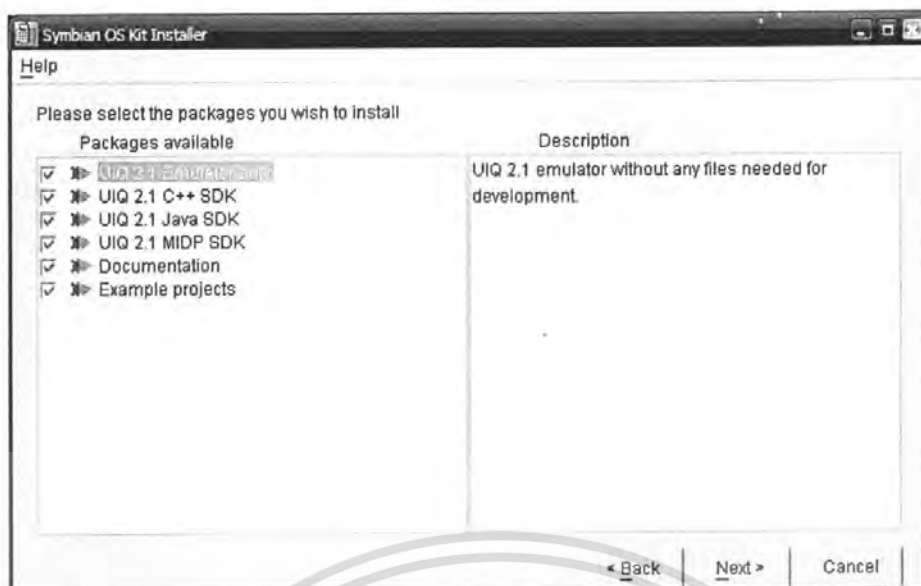 Symbian OS Kit Installer
Help
Please select the packages you wish to install
Packages available
Description
UIQ 2.1 Emulator only
UIQ 2.1 C++ SDK
UIQ 2.1 Java SDK
UIQ 2.1 MIDP SDK
Documentation
Example projects
UIQ 2.1 emulator without any files needed for
development.
< Back
Next >
Cancel